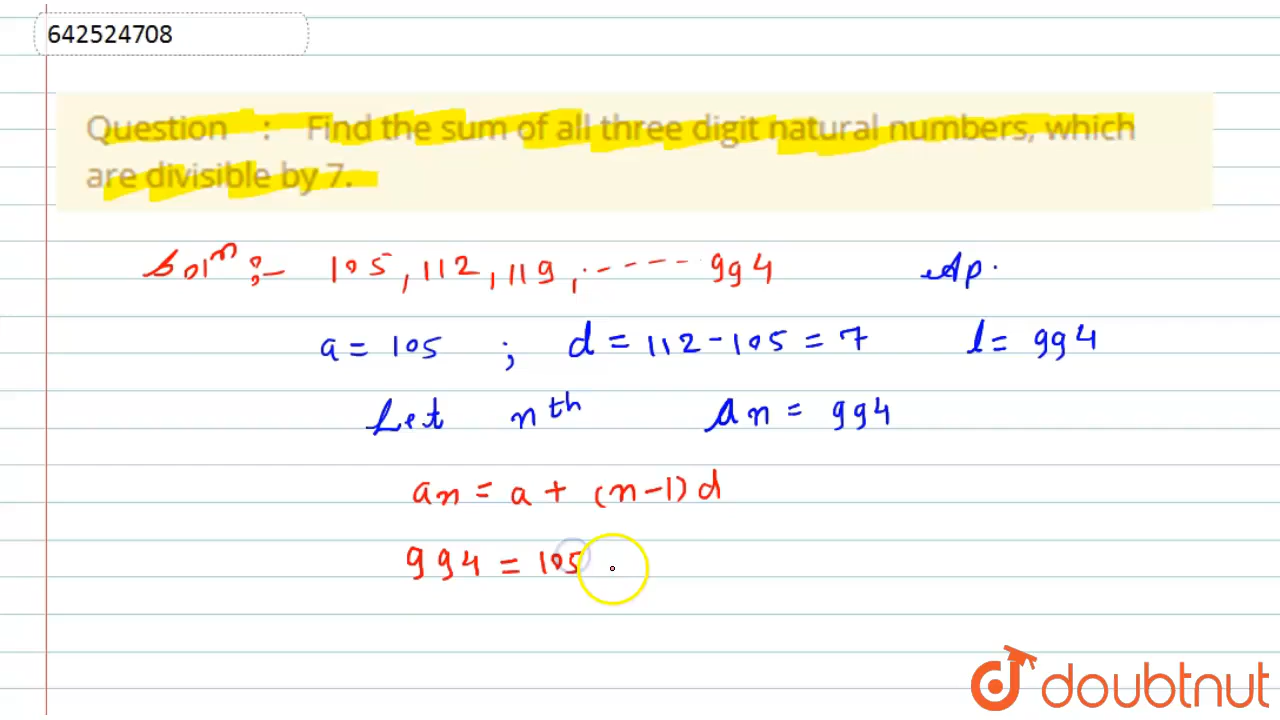 642524708
Question : Find the sum of all three digit natural numbers, which
are divisible by 7.
Solⁿ :- 105, 112, 119, ------ 994 Ap.
a = 105 ; d = 112 - 105 = 7 l = 994
Let nᵗʰ an = 994
an = a + (n-1) d
994 = 105
doubtnut